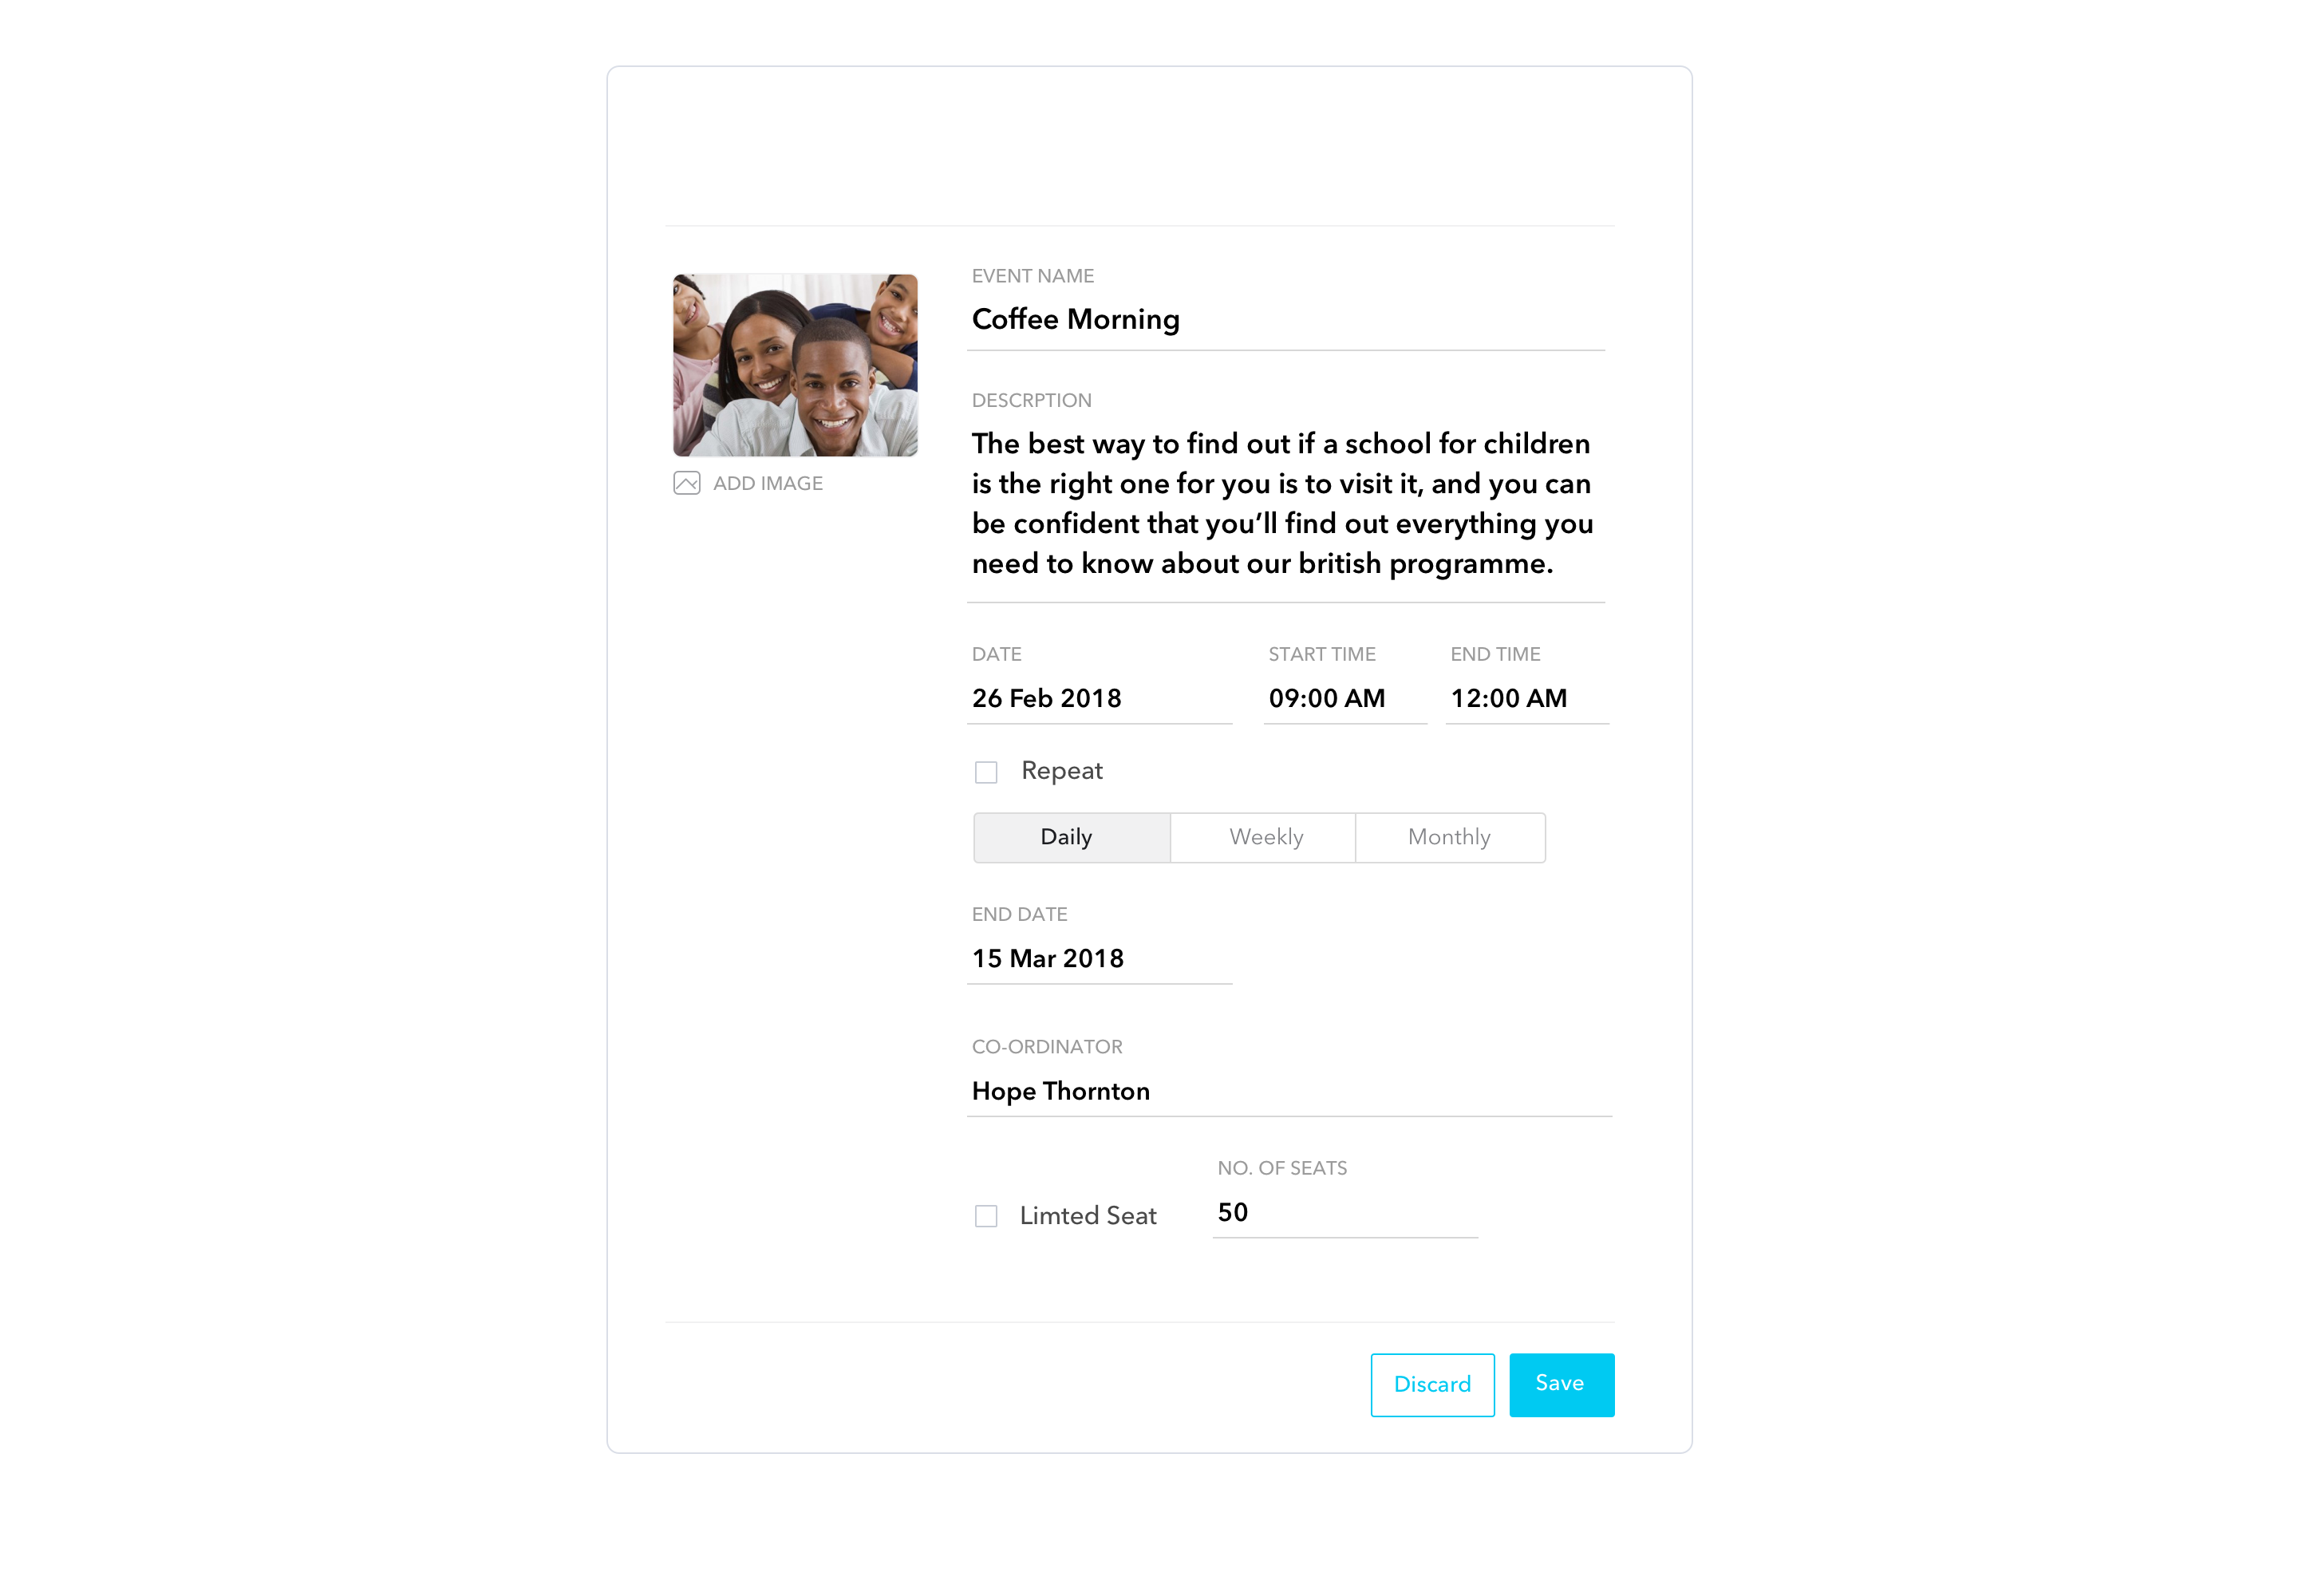 EVENT NAME
Coffee Morning
DESCRPTION
The best way to find out if a school for children
is the right one for you is to visit it, and you can
be confident that you’ll find out everything you
need to know about our british programme.
ADD IMAGE
DATE START TIME END TIME
26 Feb 2018 09:00 AM 12:00 AM
Repeat
Daily Weekly Monthly
END DATE
15 Mar 2018
CO-ORDINATOR
Hope Thornton
NO. OF SEATS
Limted Seat 50
Discard Save